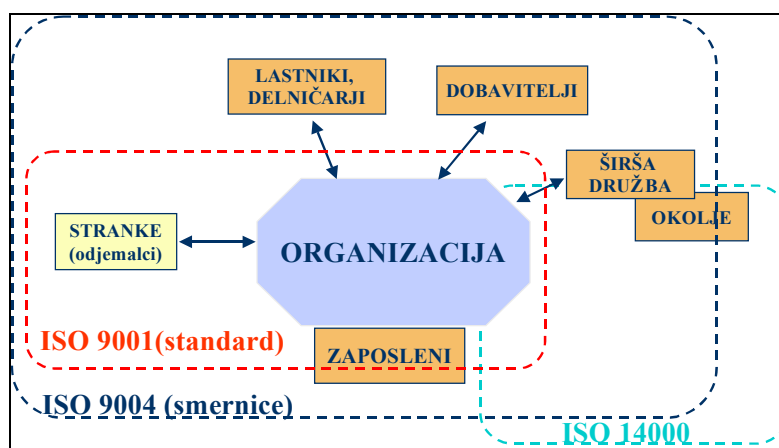 LASTNIKI,
DELNIČARJI
DOBAVITELJI
ŠIRŠA
DRUŽBA
OKOLJE
STRANKE
(odjemalci)
ORGANIZACIJA
ISO 9001(standard)
ZAPOSLENI
ISO 9004 (smernice)
ISO 14000